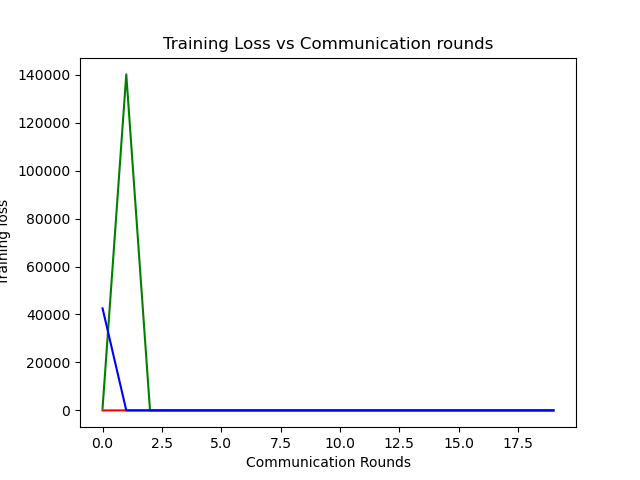 Training Loss vs Communication rounds
140000
120000
100000
80000
60000
40000
20000
0
Training loss
0.0 2.5 5.0 7.5 10.0 12.5 15.0 17.5
Communication Rounds